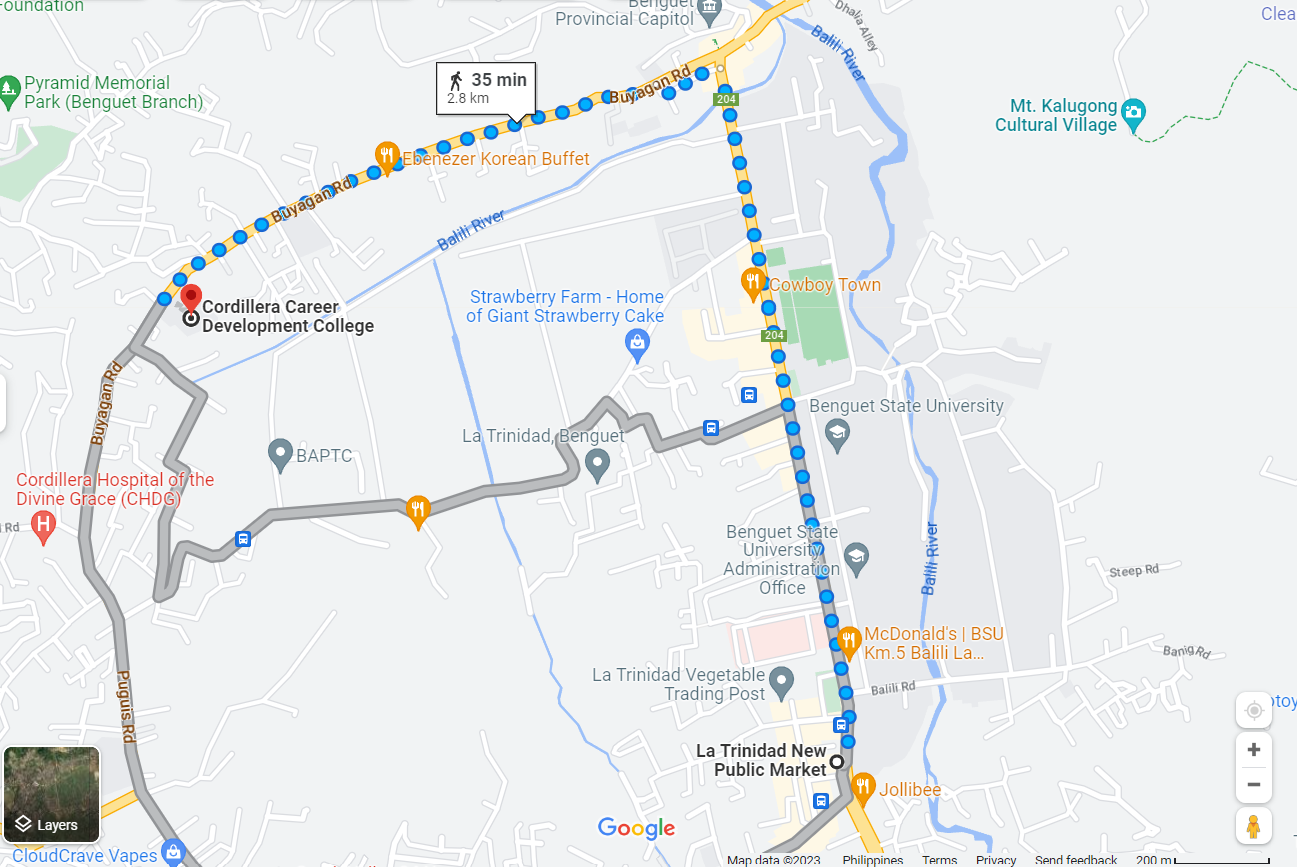 Foundation
Benguet
Provincial Capitol
Dhalia Alley
Clea
Balili River
35 min
2.8 km
Buyagan Rd
204
Pyramid Memorial
Park (Benguet Branch)
Mt. Kalugong
Cultural Village
Ebenezer Korean Buffet
Buyagan Rd
Balili River
Cowboy Town
Strawberry Farm - Home
of Giant Strawberry Cake
Cordillera Career
Development College
204
Buyagan Rd
Benguet State University
La Trinidad, Benguet
BAPTC
Cordillera Hospital of the
Divine Grace (CHDG)
H
Rd
Benguet State
University
Administration
Office
Balili River
Steep Rd
McDonald's | BSU
Km.5 Balili La...
Banig Rd
La Trinidad Vegetable
Trading Post
Balili Rd
Puguis Rd
otoy
La Trinidad New
Public Market
Jollibee
Layers
Google
CloudCrave Vapes
Map data ©2023
Philippines
Terms
Privacy
Send feedback
200 m